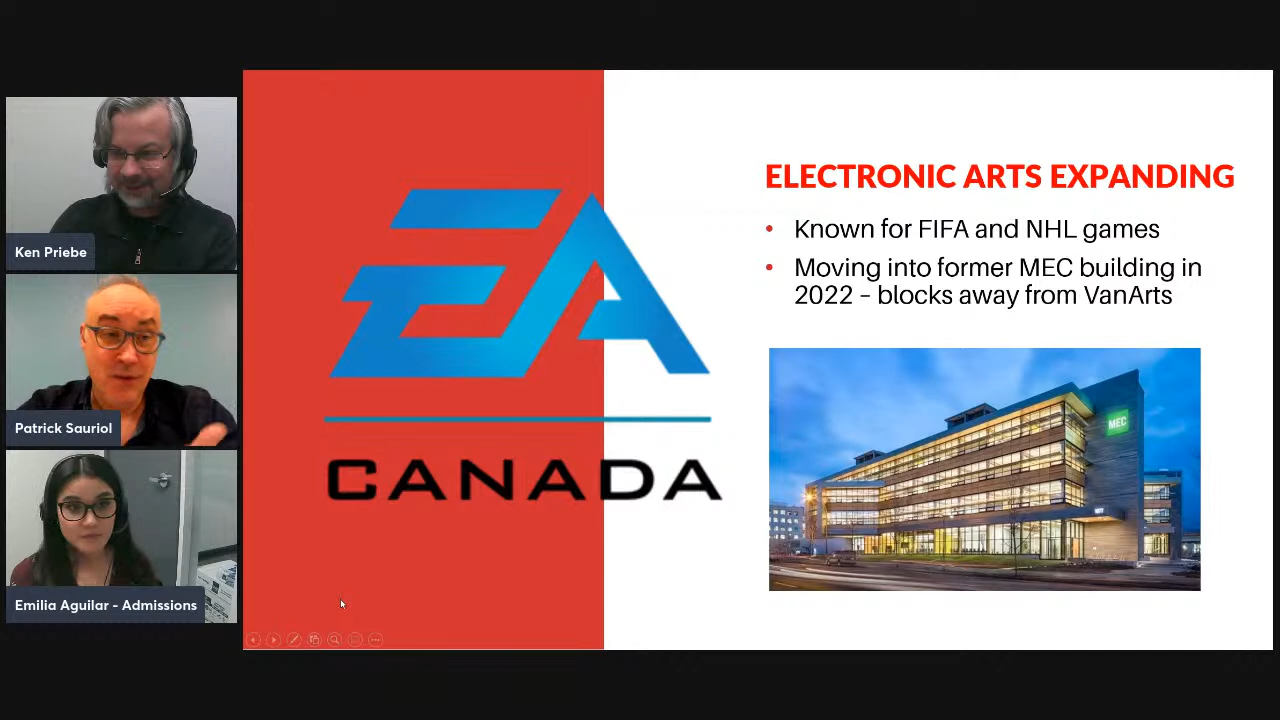 Ken Priebe
Patrick Sauriol
Emilia Aguilar - Admissions
EA
CANADA
ELECTRONIC ARTS EXPANDING
• Known for FIFA and NHL games
• Moving into former MEC building in
2022 – blocks away from VanArts
MEC